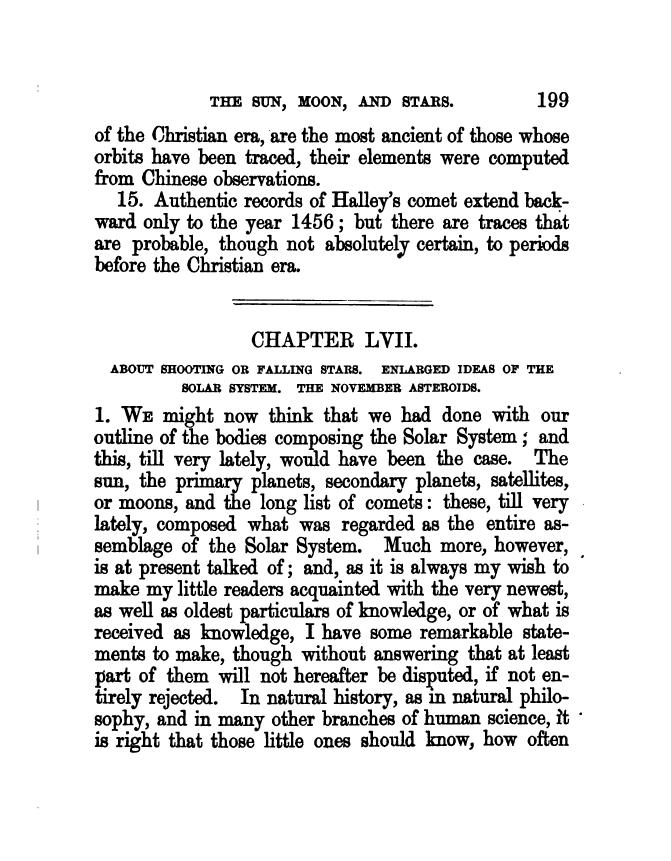 THE SUN, MOON, AND STARS. 199
of the Christian era, are the most ancient of those whose
orbits have been traced, their elements were computed
from Chinese observations.
15. Authentic records of Halley's comet extend back-
ward only to the year 1456; but there are traces that
are probable, though not absolutely certain, to periods
before the Christian era.
CHAPTER LVII.
ABOUT SHOOTING OR FALLING STARS. ENLARGED IDEAS OF THE
SOLAR SYSTEM. THE NOVEMBER ASTEROIDS.
1. WE might now think that we had done with our
outline of the bodies composing the Solar System; and
this, till very lately, would have been the case. The
sun, the primary planets, secondary planets, satellites,
or moons, and the long list of comets: these, till very
lately, composed what was regarded as the entire as-
semblage of the Solar System. Much more, however,
is at present talked of; and, as it is always my wish to
make my little readers acquainted with the very newest,
as well as oldest particulars of knowledge, or of what is
received as knowledge, I have some remarkable state-
ments to make, though without answering that at least
part of them will not hereafter be disputed, if not en-
tirely rejected. In natural history, as in natural philo-
sophy, and in many other branches of human science, it
is right that those little ones should know, how often